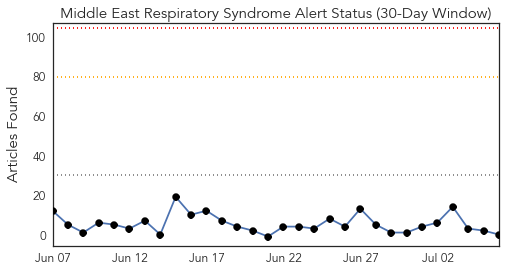 Middle East Respiratory Syndrome Alert Status (30-Day Window)
Articles Found
100
80
60
40
20
0
Jun 07 Jun 12 Jun 17 Jun 22 Jun 27 Jul 02